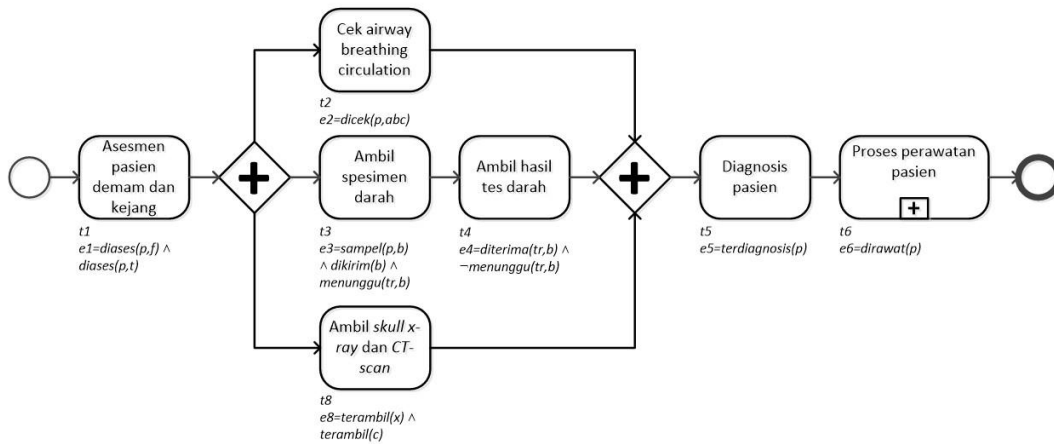 Cek airway
breathing
circulation
t2
e2=dicek(p,abc)
Asesmen
pasien
demam dan
kejang
t1
e1=diases(p,f) ∧
diases(p,t)
Ambil
spesimen
darah
t3
e3=sampel(p,b)
∧ dikirim(b) ∧
menunggu(tr,b)
Ambil hasil
tes darah
t4
e4=diterima(tr,b) ∧
¬menunggu(tr,b)
Ambil skull x-
ray dan CT-
scan
t8
e8=terambil(x) ∧
terambil(c)
Diagnosis
pasien
t5
e5=terdiagnosis(p)
Proses perawatan
pasien
t6
e6=dirawat(p)